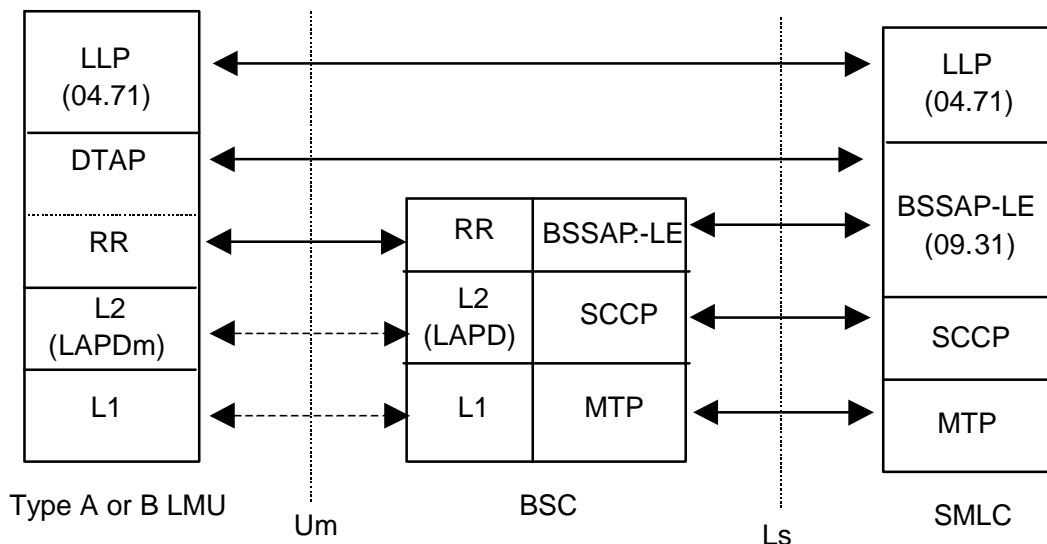 LLP
(04.71)
DTAP
RR
L2
(LAPDm)
L1
Type A or B LMU
Um
RR
BSSAP:-LE
L2
(LAPD)
SCCP
L1
MTP
BSC
Ls
LLP
(04.71)
BSSAP-LE
(09.31)
SCCP
MTP
SMLC